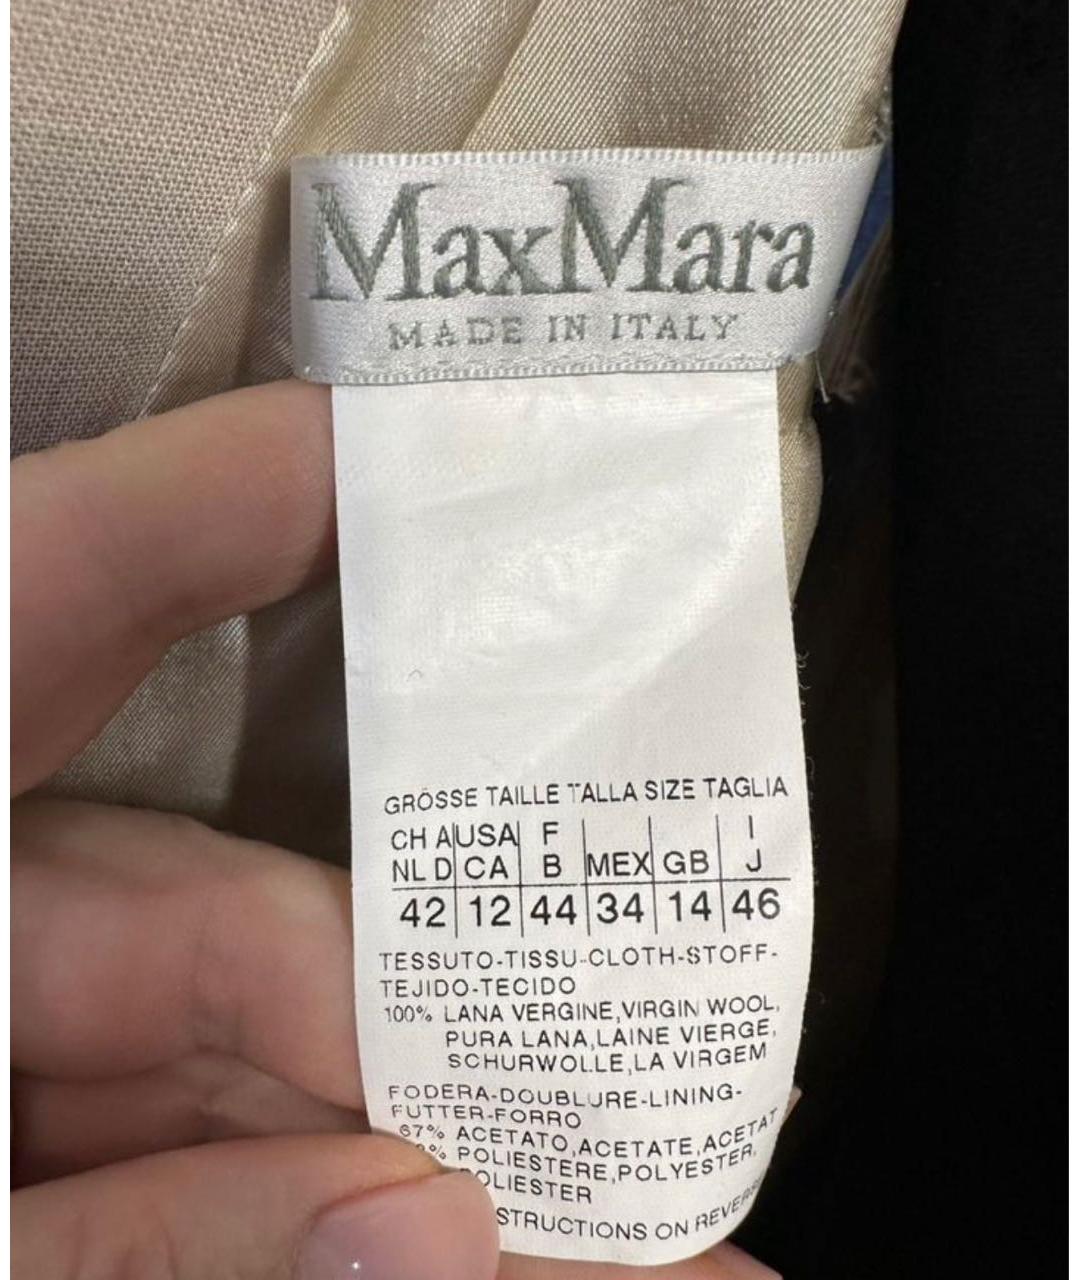 MaxMara
MADE IN ITALY
GRÖSSE TAILLE TALLA SIZE TAGLIA
CH A USA F I
NL D CA B MEX GB J
42 12 44 34 14 46
TESSUTO-TISSU-CLOTH-STOFF-
TEJIDO-TECIDO
100% LANA VERGINE,VIRGIN WOOL,
PURA LANA,LAINE VIERGE,
SCHURWOLLE,LA VIRGEM
FODERA-DOUBLURE-LINING-
FUTTER-FORRO
67% ACETATO,ACETATE,ACETAT
% POLIESTERE,POLYESTER,
OLIESTER
STRUCTIONS ON REVER